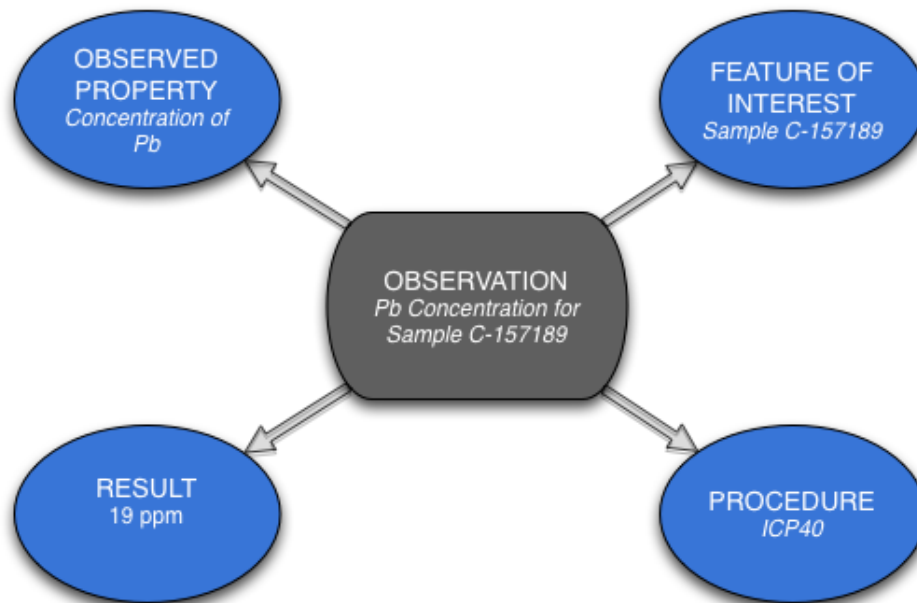 OBSERVED
PROPERTY
Concentration of
Pb
FEATURE OF
INTEREST
Sample C-157189
OBSERVATION
Pb Concentration for
Sample C-157189
RESULT
19 ppm
PROCEDURE
ICP40